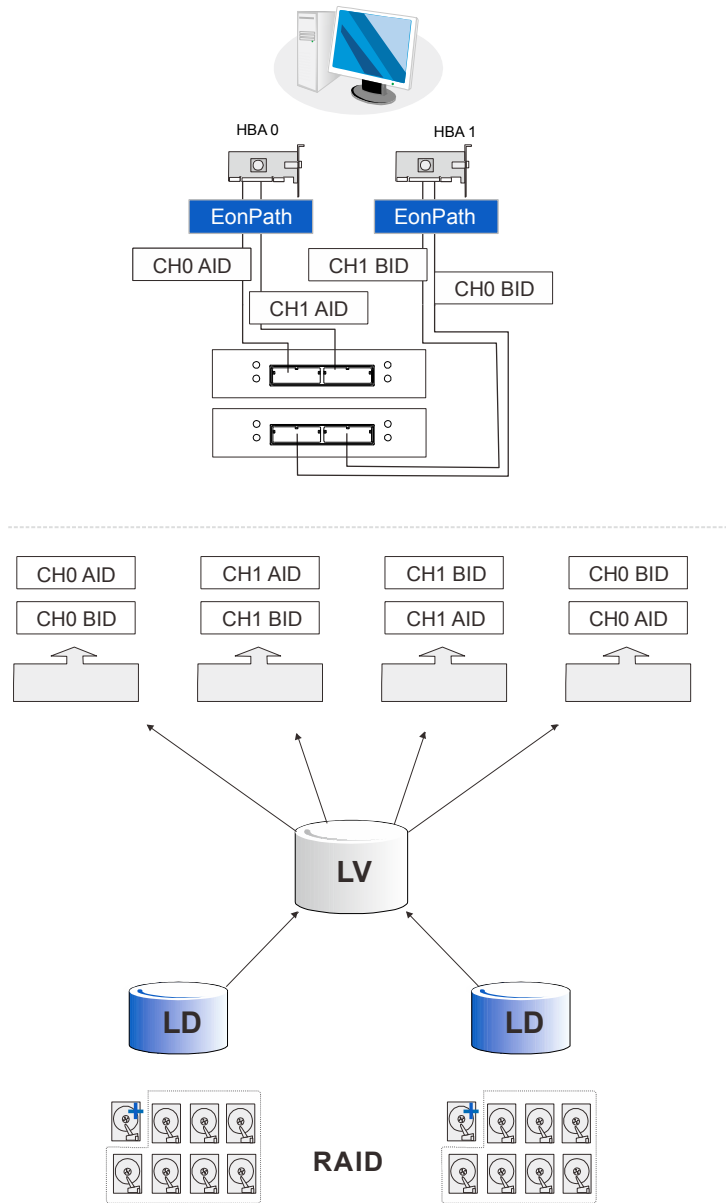 HBA 0
HBA 1
EonPath
EonPath
CH0 AID
CH1 BID
CH0 BID
CH1 AID
CH0 AID
CH1 AID
CH1 BID
CH0 BID
CH0 BID
CH1 BID
CH1 AID
CH0 AID
LV
LD
LD
RAID